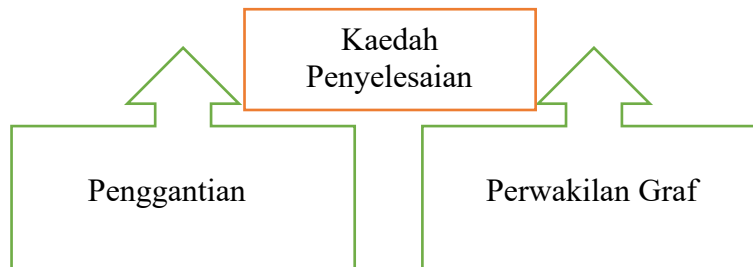 Kaedah
Penyelesaian
Penggantian
Perwakilan Graf